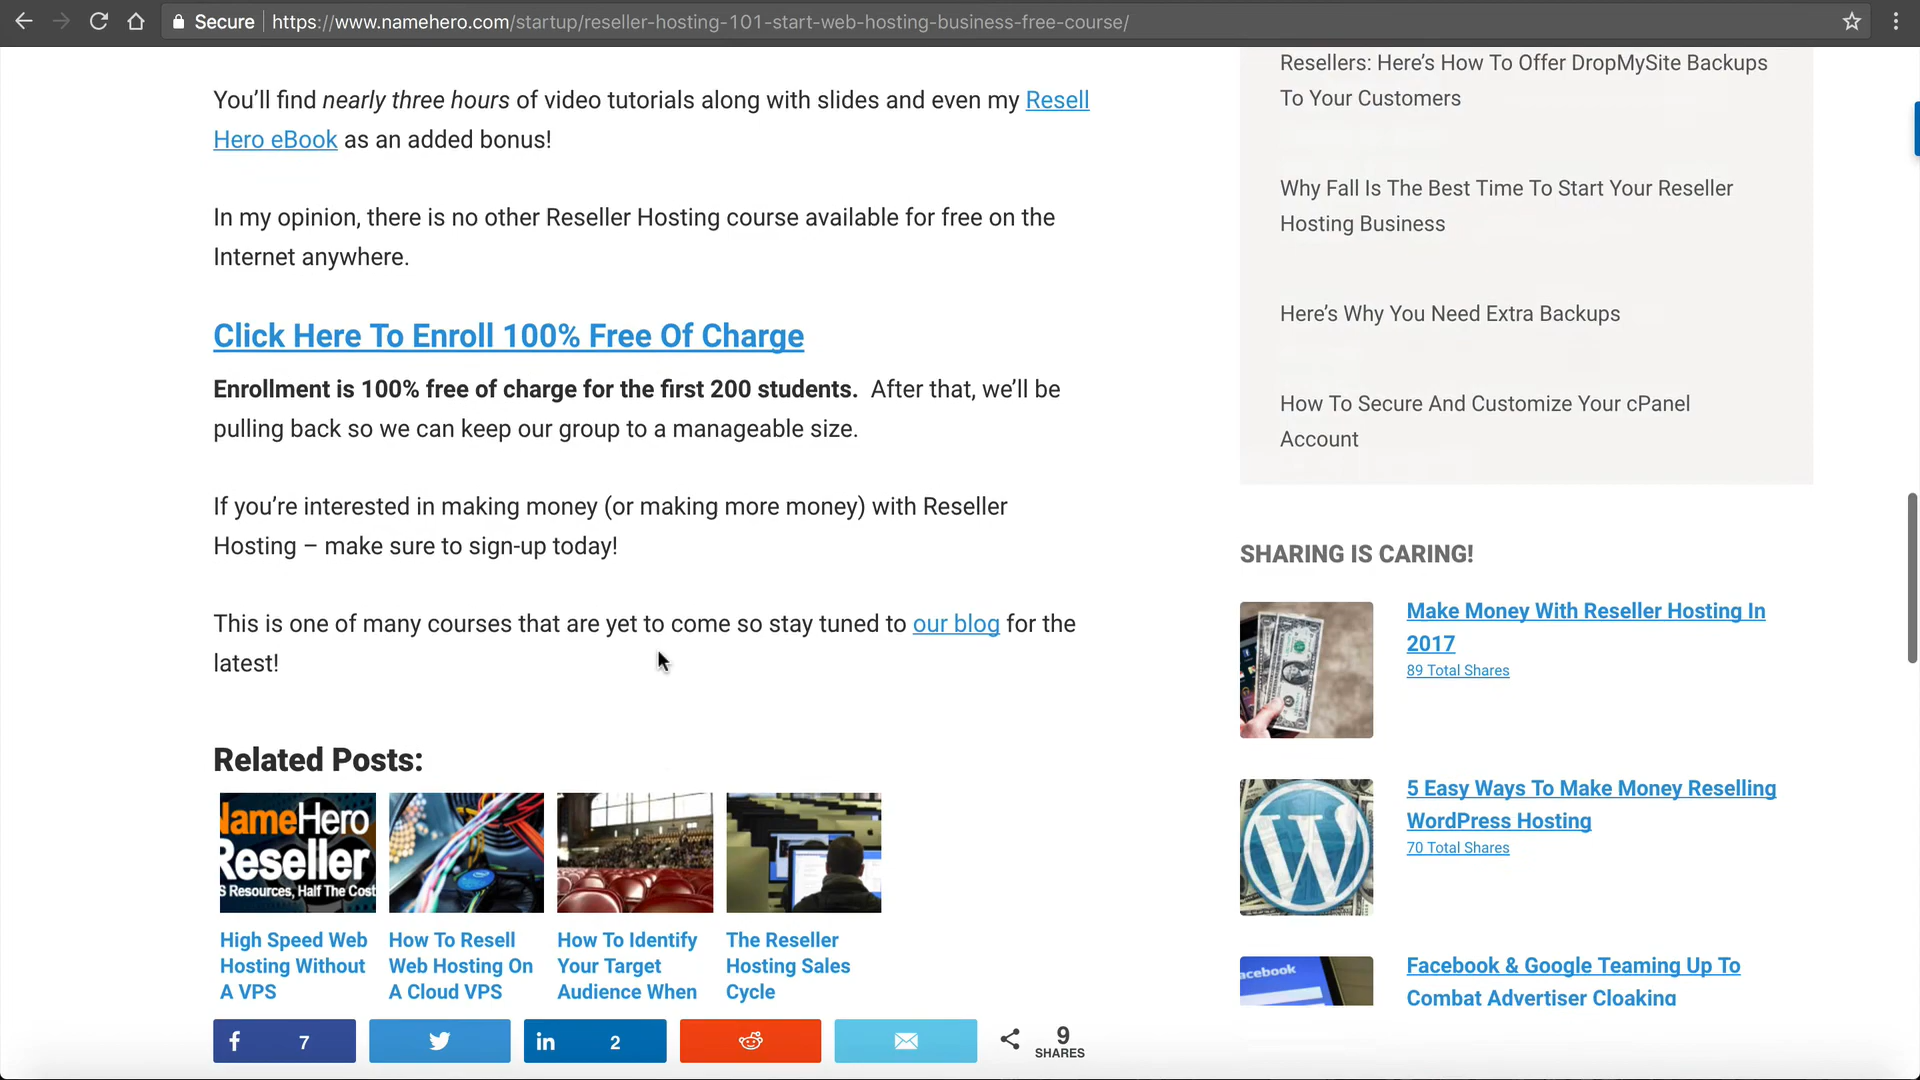 Secure
https://www.namehero.com/startup/reseller-hosting-101-start-web-hosting-business-free-course/
You’ll find nearly three hours of video tutorials along with slides and even my Resell
Hero eBook as an added bonus!
In my opinion, there is no other Reseller Hosting course available for free on the
Internet anywhere.
Click Here To Enroll 100% Free Of Charge
Enrollment is 100% free of charge for the first 200 students. After that, we’ll be
pulling back so we can keep our group to a manageable size.
If you’re interested in making money (or making more money) with Reseller
Hosting – make sure to sign-up today!
This is one of many courses that are yet to come so stay tuned to our blog for the
latest!
Related Posts:
NameHero
Reseller
S Resources, Half The Cost
High Speed Web
Hosting Without
A VPS
How To Resell
Web Hosting On
A Cloud VPS
How To Identify
Your Target
Audience When
The Reseller
Hosting Sales
Cycle
7
2
9
SHARES
Resellers: Here’s How To Offer DropMySite Backups
To Your Customers
Why Fall Is The Best Time To Start Your Reseller
Hosting Business
Here’s Why You Need Extra Backups
How To Secure And Customize Your cPanel
Account
SHARING IS CARING!
Make Money With Reseller Hosting In
2017
89 Total Shares
5 Easy Ways To Make Money Reselling
WordPress Hosting
70 Total Shares
acebook
Facebook & Google Teaming Up To
Combat Advertiser Cloaking